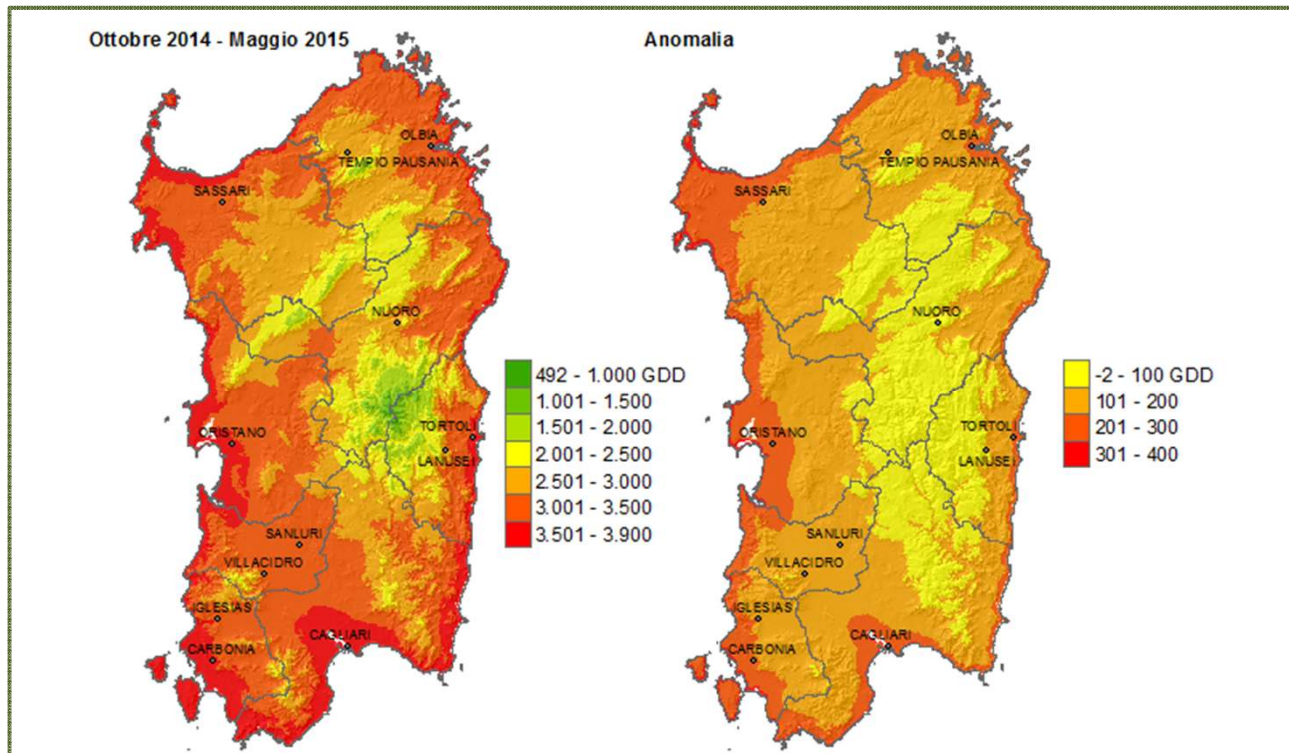 Ottobre 2014 - Maggio 2015
OLBIA
TEMPIO PAUSANIA
SASSARI
NUORO
ORISTANO
TORTOLI
LANUSEI
SANLURI
VILLACIDRO
IGLESIAS
CAGLIARI
CARBONIA
492 - 1.000 GDD
1.001 - 1.500
1.501 - 2.000
2.001 - 2.500
2.501 - 3.000
3.001 - 3.500
3.501 - 3.900
Anomalia
OLBIA
TEMPIO PAUSANIA
SASSARI
NUORO
ORISTANO
TORTOLI
LANUSEI
SANLURI
VILLACIDRO
IGLESIAS
CAGLIARI
CARBONIA
-2 - 100 GDD
101 - 200
201 - 300
301 - 400